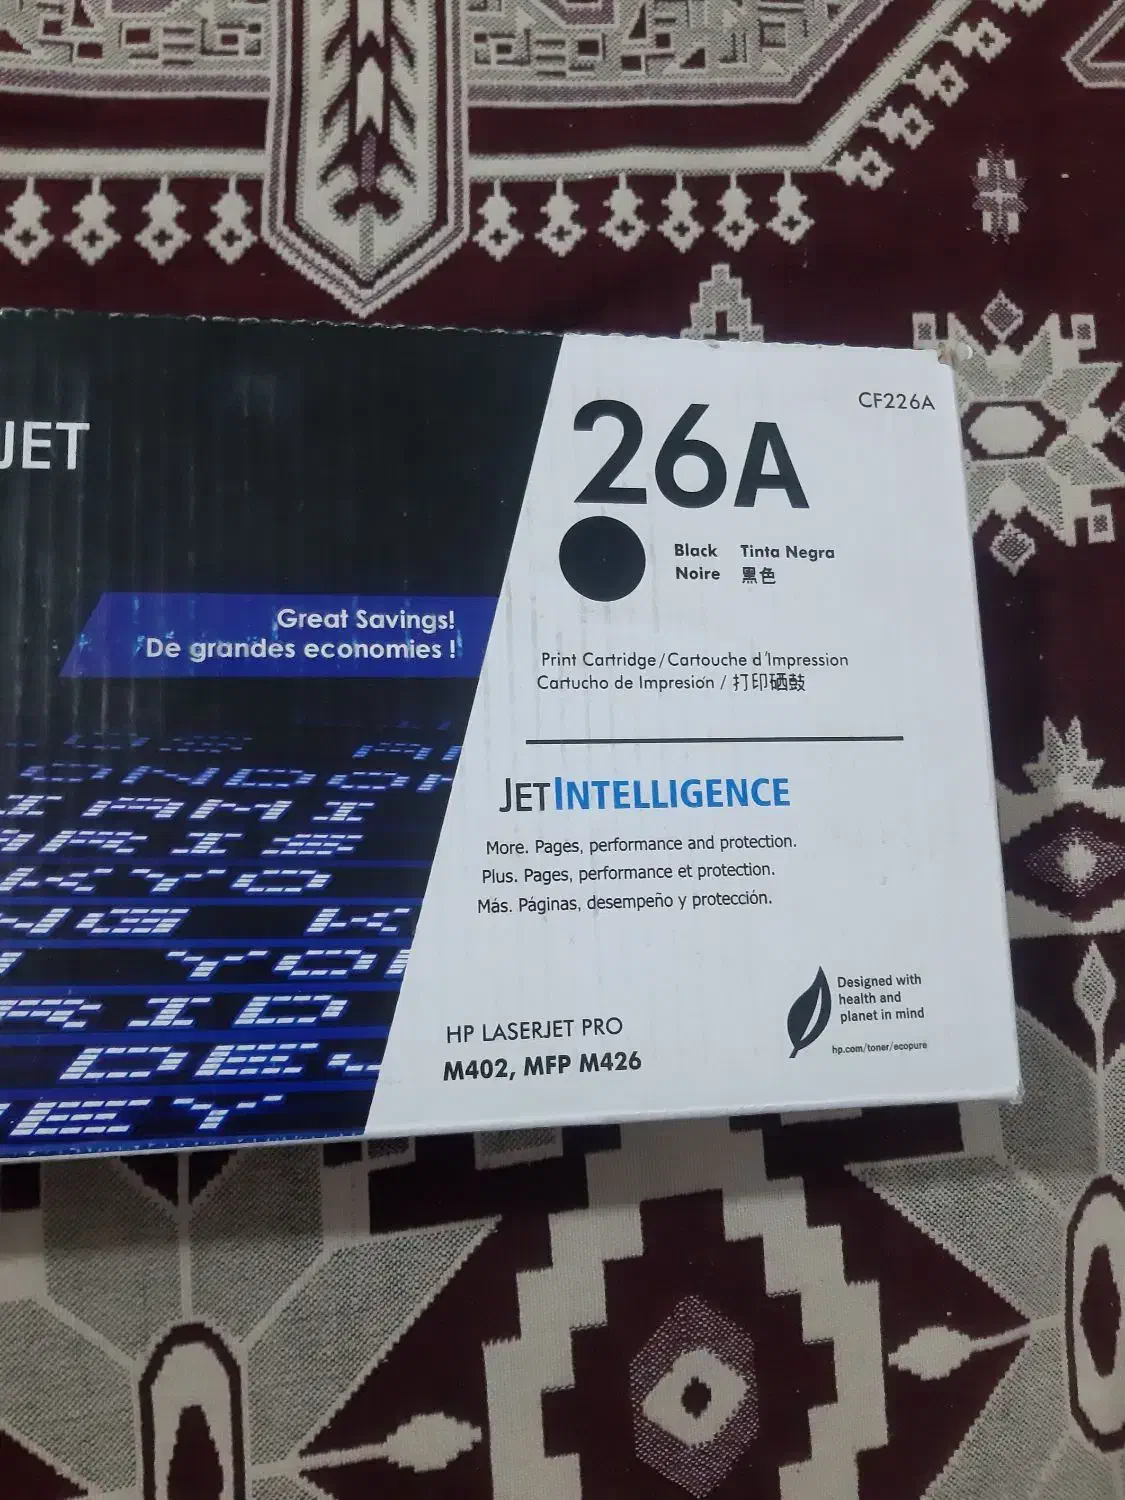 JET
26A
CF226A
Black Tinta Negra
Noire 黑色
Great Savings!
De grandes economies !
Print Cartridge/Cartouche d'Impression
Cartucho de Impresión / 打印硒鼓
JETINTELLIGENCE
More. Pages, performance and protection.
Plus. Pages, performance et protection.
Más. Páginas, desempeño y protección.
HP LASERJET PRO
M402, MFP M426
Designed with
health and
planet in mind
hp.com/toner/ecopure